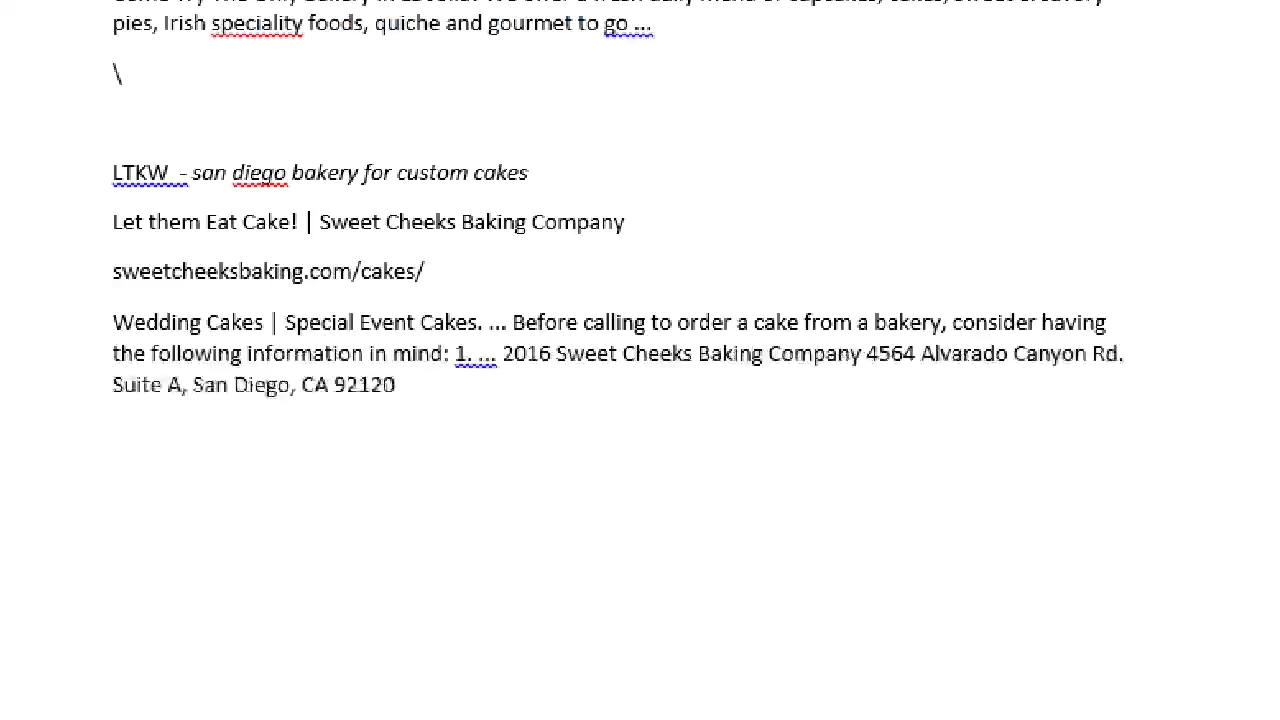 pies, Irish speciality foods, quiche and gourmet to go ...
\
LTKW  - san diego bakery for custom cakes
Let them Eat Cake! | Sweet Cheeks Baking Company
sweetcheeksbaking.com/cakes/
Wedding Cakes | Special Event Cakes. ... Before calling to order a cake from a bakery, consider having
the following information in mind: 1. ... 2016 Sweet Cheeks Baking Company 4564 Alvarado Canyon Rd.
Suite A, San Diego, CA 92120